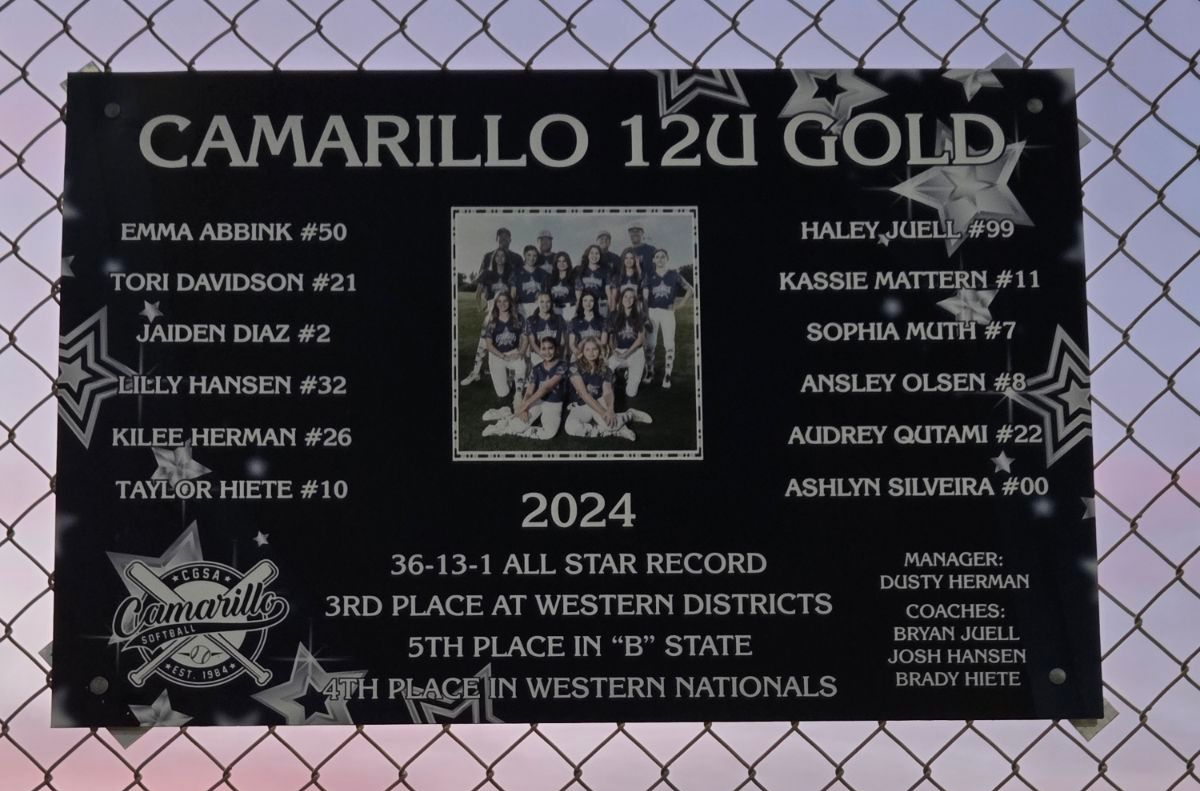 CAMARILLO 12U GOLD
EMMA ABBINK #50
TORI DAVIDSON #21
JAIDEN DIAZ #2
LILLY HANSEN #32
KILEE HERMAN #26
TAYLOR HIETE #10
HALEY JUELL #99
KASSIE MATTERN #11
SOPHIA MUTH #7
ANSLEY OLSEN #8
AUDREY QUTAMI #22
ASHLYN SILVEIRA #00
2024
36-13-1 ALL STAR RECORD
3RD PLACE AT WESTERN DISTRICTS
5TH PLACE IN “B” STATE
4TH PLACE IN WESTERN NATIONALS
CGSA
Camarillo
SOFTBALL
EST. 1984
MANAGER:
DUSTY HERMAN
COACHES:
BRYAN JUELL
JOSH HANSEN
BRADY HIETE